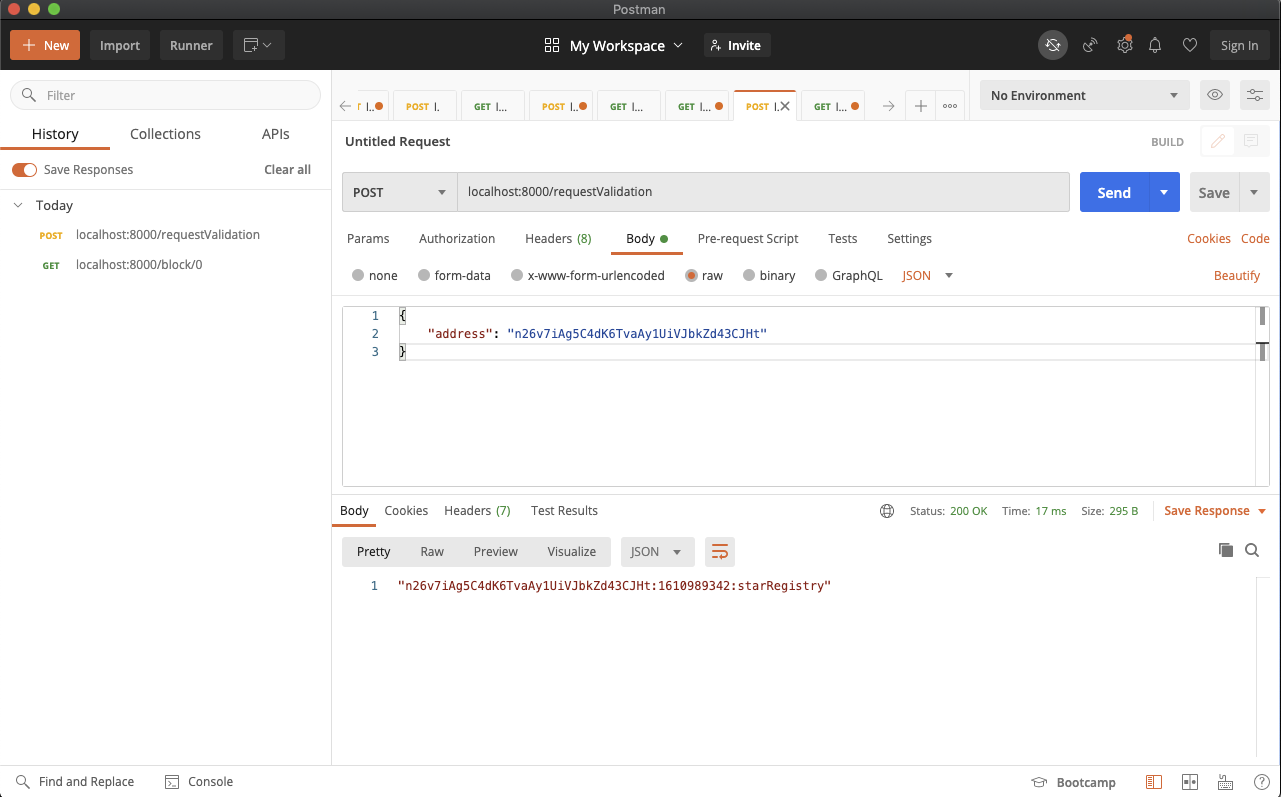 Postman
New Import Runner My Workspace Invite Sign In
Filter
History Collections APIs
Save Responses Clear all
Today
POST localhost:8000/requestValidation
GET localhost:8000/block/0
T l.. POST l. GET l... POST l... GET l... GET l... POST l. GET l... No Environment
Untitled Request BUILD
POST localhost:8000/requestValidation Send Save
Params Authorization Headers (8) Body Pre-request Script Tests Settings Cookies Code
none form-data x-www-form-urlencoded raw binary GraphQL JSON Beautify
1 {
2 "address": "n26v7iAg5C4dK6TvaAy1UiVJbkZd43CJHt"
3 }
Body Cookies Headers (7) Test Results Status: 200 OK Time: 17 ms Size: 295 B Save Response
Pretty Raw Preview Visualize JSON
1 "n26v7iAg5C4dK6TvaAy1UiVJbkZd43CJHt:1610989342:starRegistry"
Find and Replace Console Bootcamp